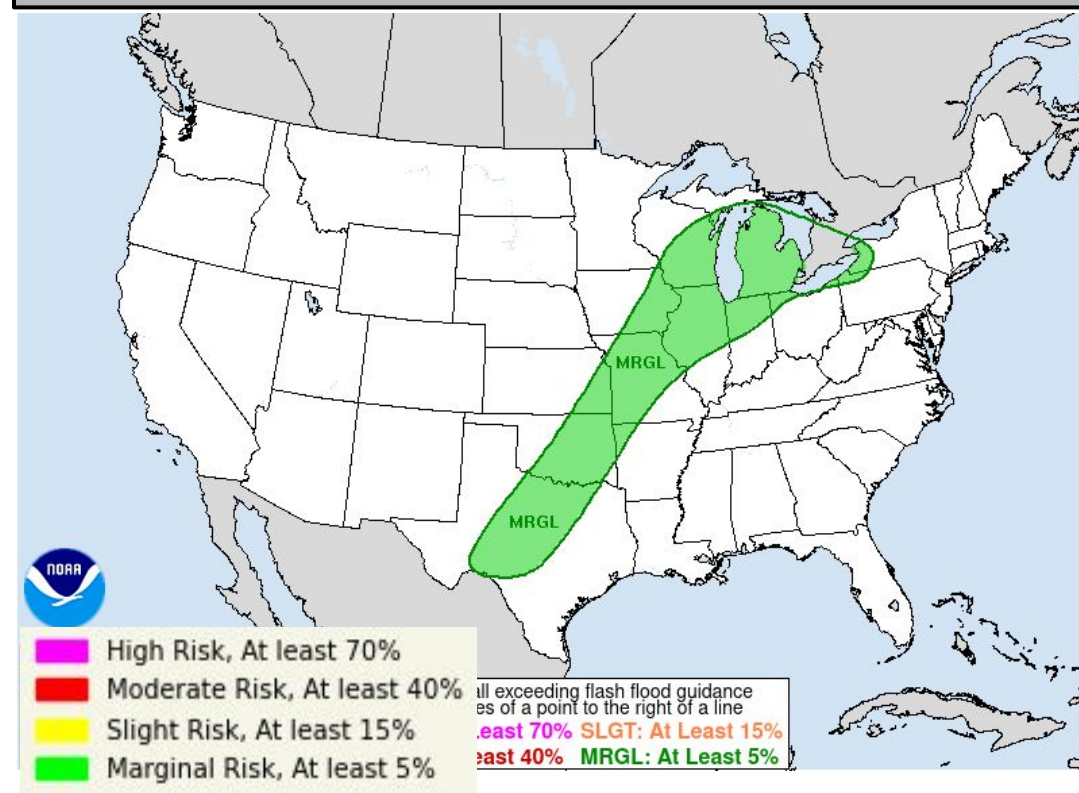 MRGL
MRGL
NOAA
High Risk, At least 70%
Moderate Risk, At least 40%
Slight Risk, At least 15%
Marginal Risk, At least 5%
all exceeding flash flood guidance
es of a point to the right of a line
Least 70% SLGT: At Least 15%
east 40% MRGL: At Least 5%